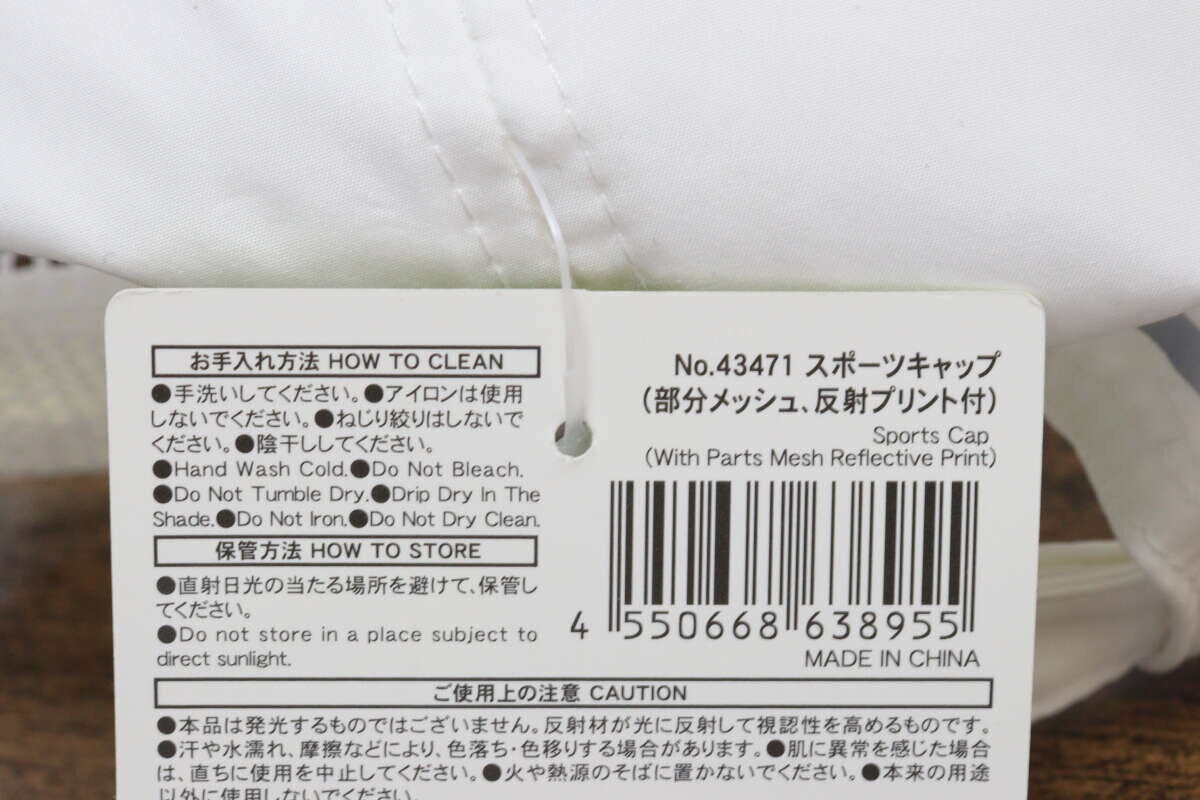 お手入れ方法 HOW TO CLEAN
●手洗いしてください。●アイロンは使用
しないでください。●ねじり絞りはしないで
ください。●陰干ししてください。
●Hand Wash Cold.●Do Not Bleach.
●Do Not Tumble Dry.●Drip Dry In The
Shade.●Do Not Iron.●Do Not Dry Clean.
保管方法 HOW TO STORE
●直射日光の当たる場所を避けて、保管し
てください。
●Do not store in a place subject to
direct sunlight.
No.43471 スポーツキャップ
(部分メッシュ、反射プリント付)
Sports Cap
(With Parts Mesh Reflective Print)
4 550668 638955
MADE IN CHINA
ご使用上の注意 CAUTION
●本品は発光するものではございません。反射材が光に反射して視認性を高めるものです。
●汗や水濡れ、摩擦などにより、色落ち・色移りする場合があります。●肌に異常を感じた場合
は、直ちに使用を中止してください。●火や熱源のそばに置かないでください。●本来の用途
以外に使用しないでください。